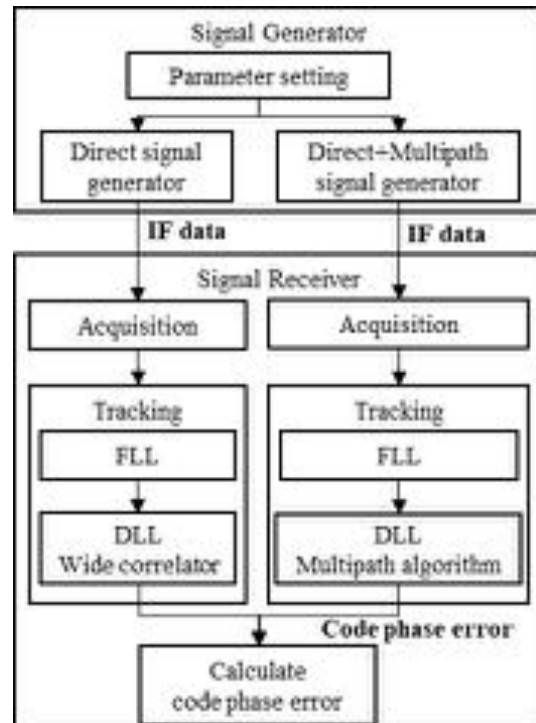 Signal Generator
Parameter setting
Direct signal
generator
Direct+Multipath
signal generator
IF data
IF data
Signal Receiver
Acquisition
Acquisition
Tracking
FLL
DLL
Wide correlator
Tracking
FLL
DLL
Multipath algorithm
Code phase error
Calculate
code phase error